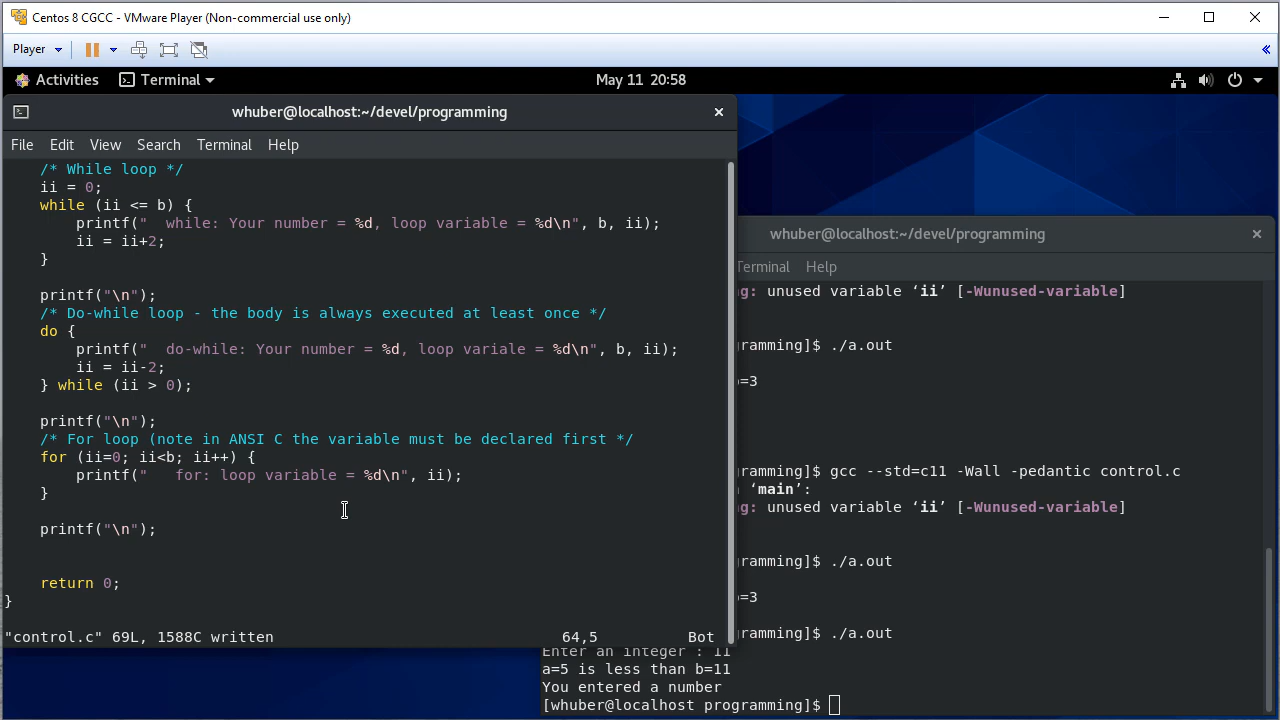 Centos 8 CGCC - VMware Player (Non-commercial use only)
Player
Activities Terminal May 11 20:58
whuber@localhost:~/devel/programming
File Edit View Search Terminal Help
/* While loop */
ii = 0;
while (ii <= b) {
printf("  while: Your number = %d, loop variable = %d\n", b, ii);
ii = ii+2;
}
printf("\n");
/* Do-while loop - the body is always executed at least once */
do {
printf("  do-while: Your number = %d, loop variale = %d\n", b, ii);
ii = ii-2;
} while (ii > 0);
printf("\n");
/* For loop (note in ANSI C the variable must be declared first */
for (ii=0; ii<b; ii++) {
printf("   for: loop variable = %d\n", ii);
}
printf("\n");
return 0;
}
"control.c" 69L, 1588C written 64,5 Bot
whuber@localhost:~/devel/programming
Terminal Help
ng: unused variable ‘ii’ [-Wunused-variable]
gramming]$ ./a.out
=3
gramming]$ gcc --std=c11 -Wall -pedantic control.c
‘main’:
ng: unused variable ‘ii’ [-Wunused-variable]
gramming]$ ./a.out
=3
gramming]$ ./a.out
Enter an integer : 11
a=5 is less than b=11
You entered a number
[whuber@localhost programming]$